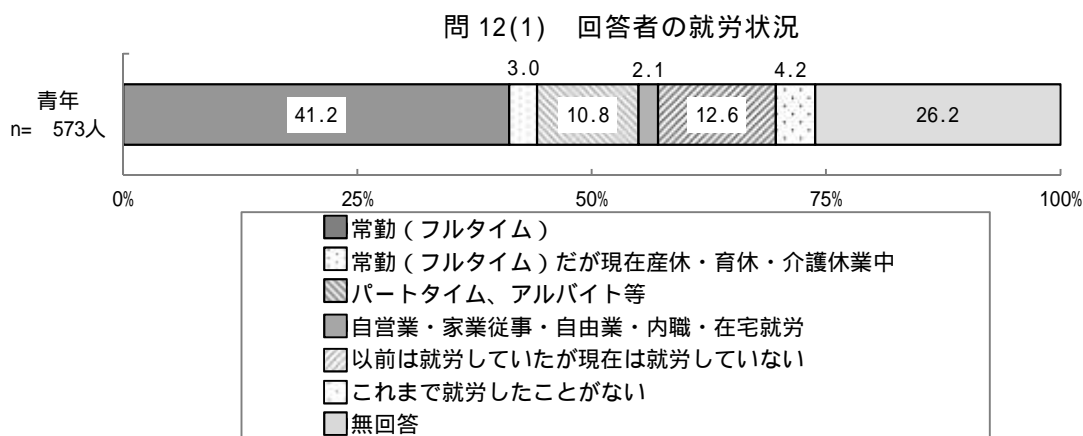 問 12(1)　回答者の就労状況
3.0 2.1 4.2
青年
n=　573人
41.2 10.8 12.6 26.2
0% 25% 50% 75% 100%
常勤（フルタイム）
常勤（フルタイム）だが現在産休・育休・介護休業中
パートタイム、アルバイト等
自営業・家業従事・自由業・内職・在宅就労
以前は就労していたが現在は就労していない
これまで就労したことがない
無回答